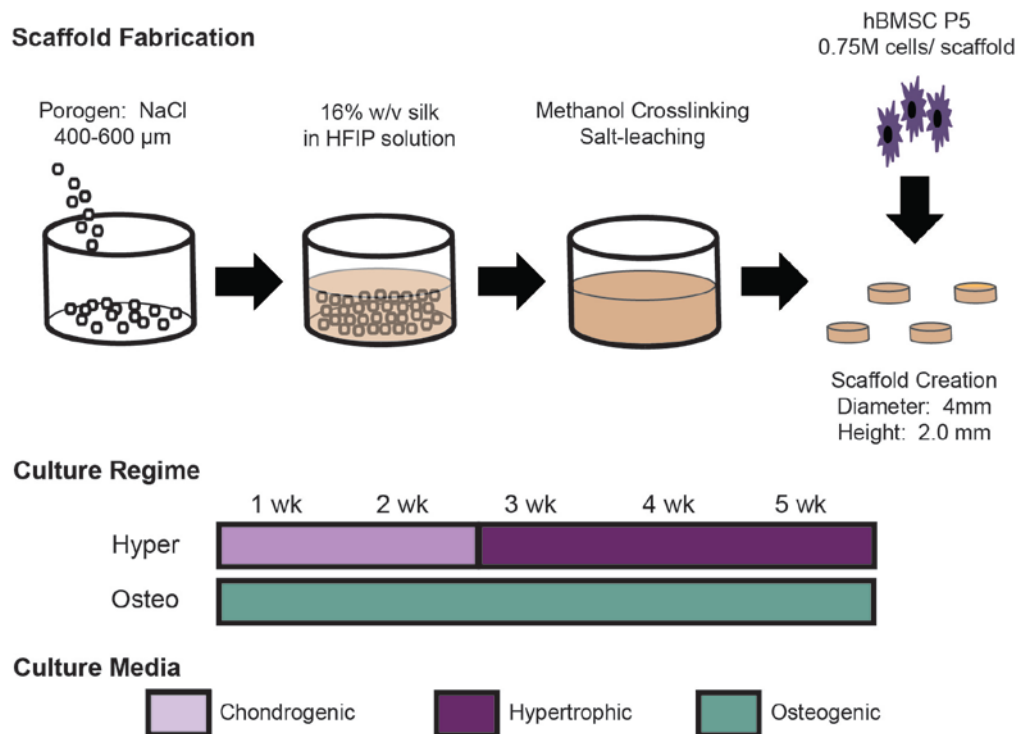 Scaffold Fabrication
hBMSC P5
0.75M cells/ scaffold
Porogen:  NaCl
400-600 µm
16% w/v silk
in HFIP solution
Methanol Crosslinking
Salt-leaching
Scaffold Creation
Diameter:  4mm
Height:  2.0 mm
Culture Regime
1 wk 2 wk 3 wk 4 wk 5 wk
Hyper
Osteo
Culture Media
Chondrogenic Hypertrophic Osteogenic